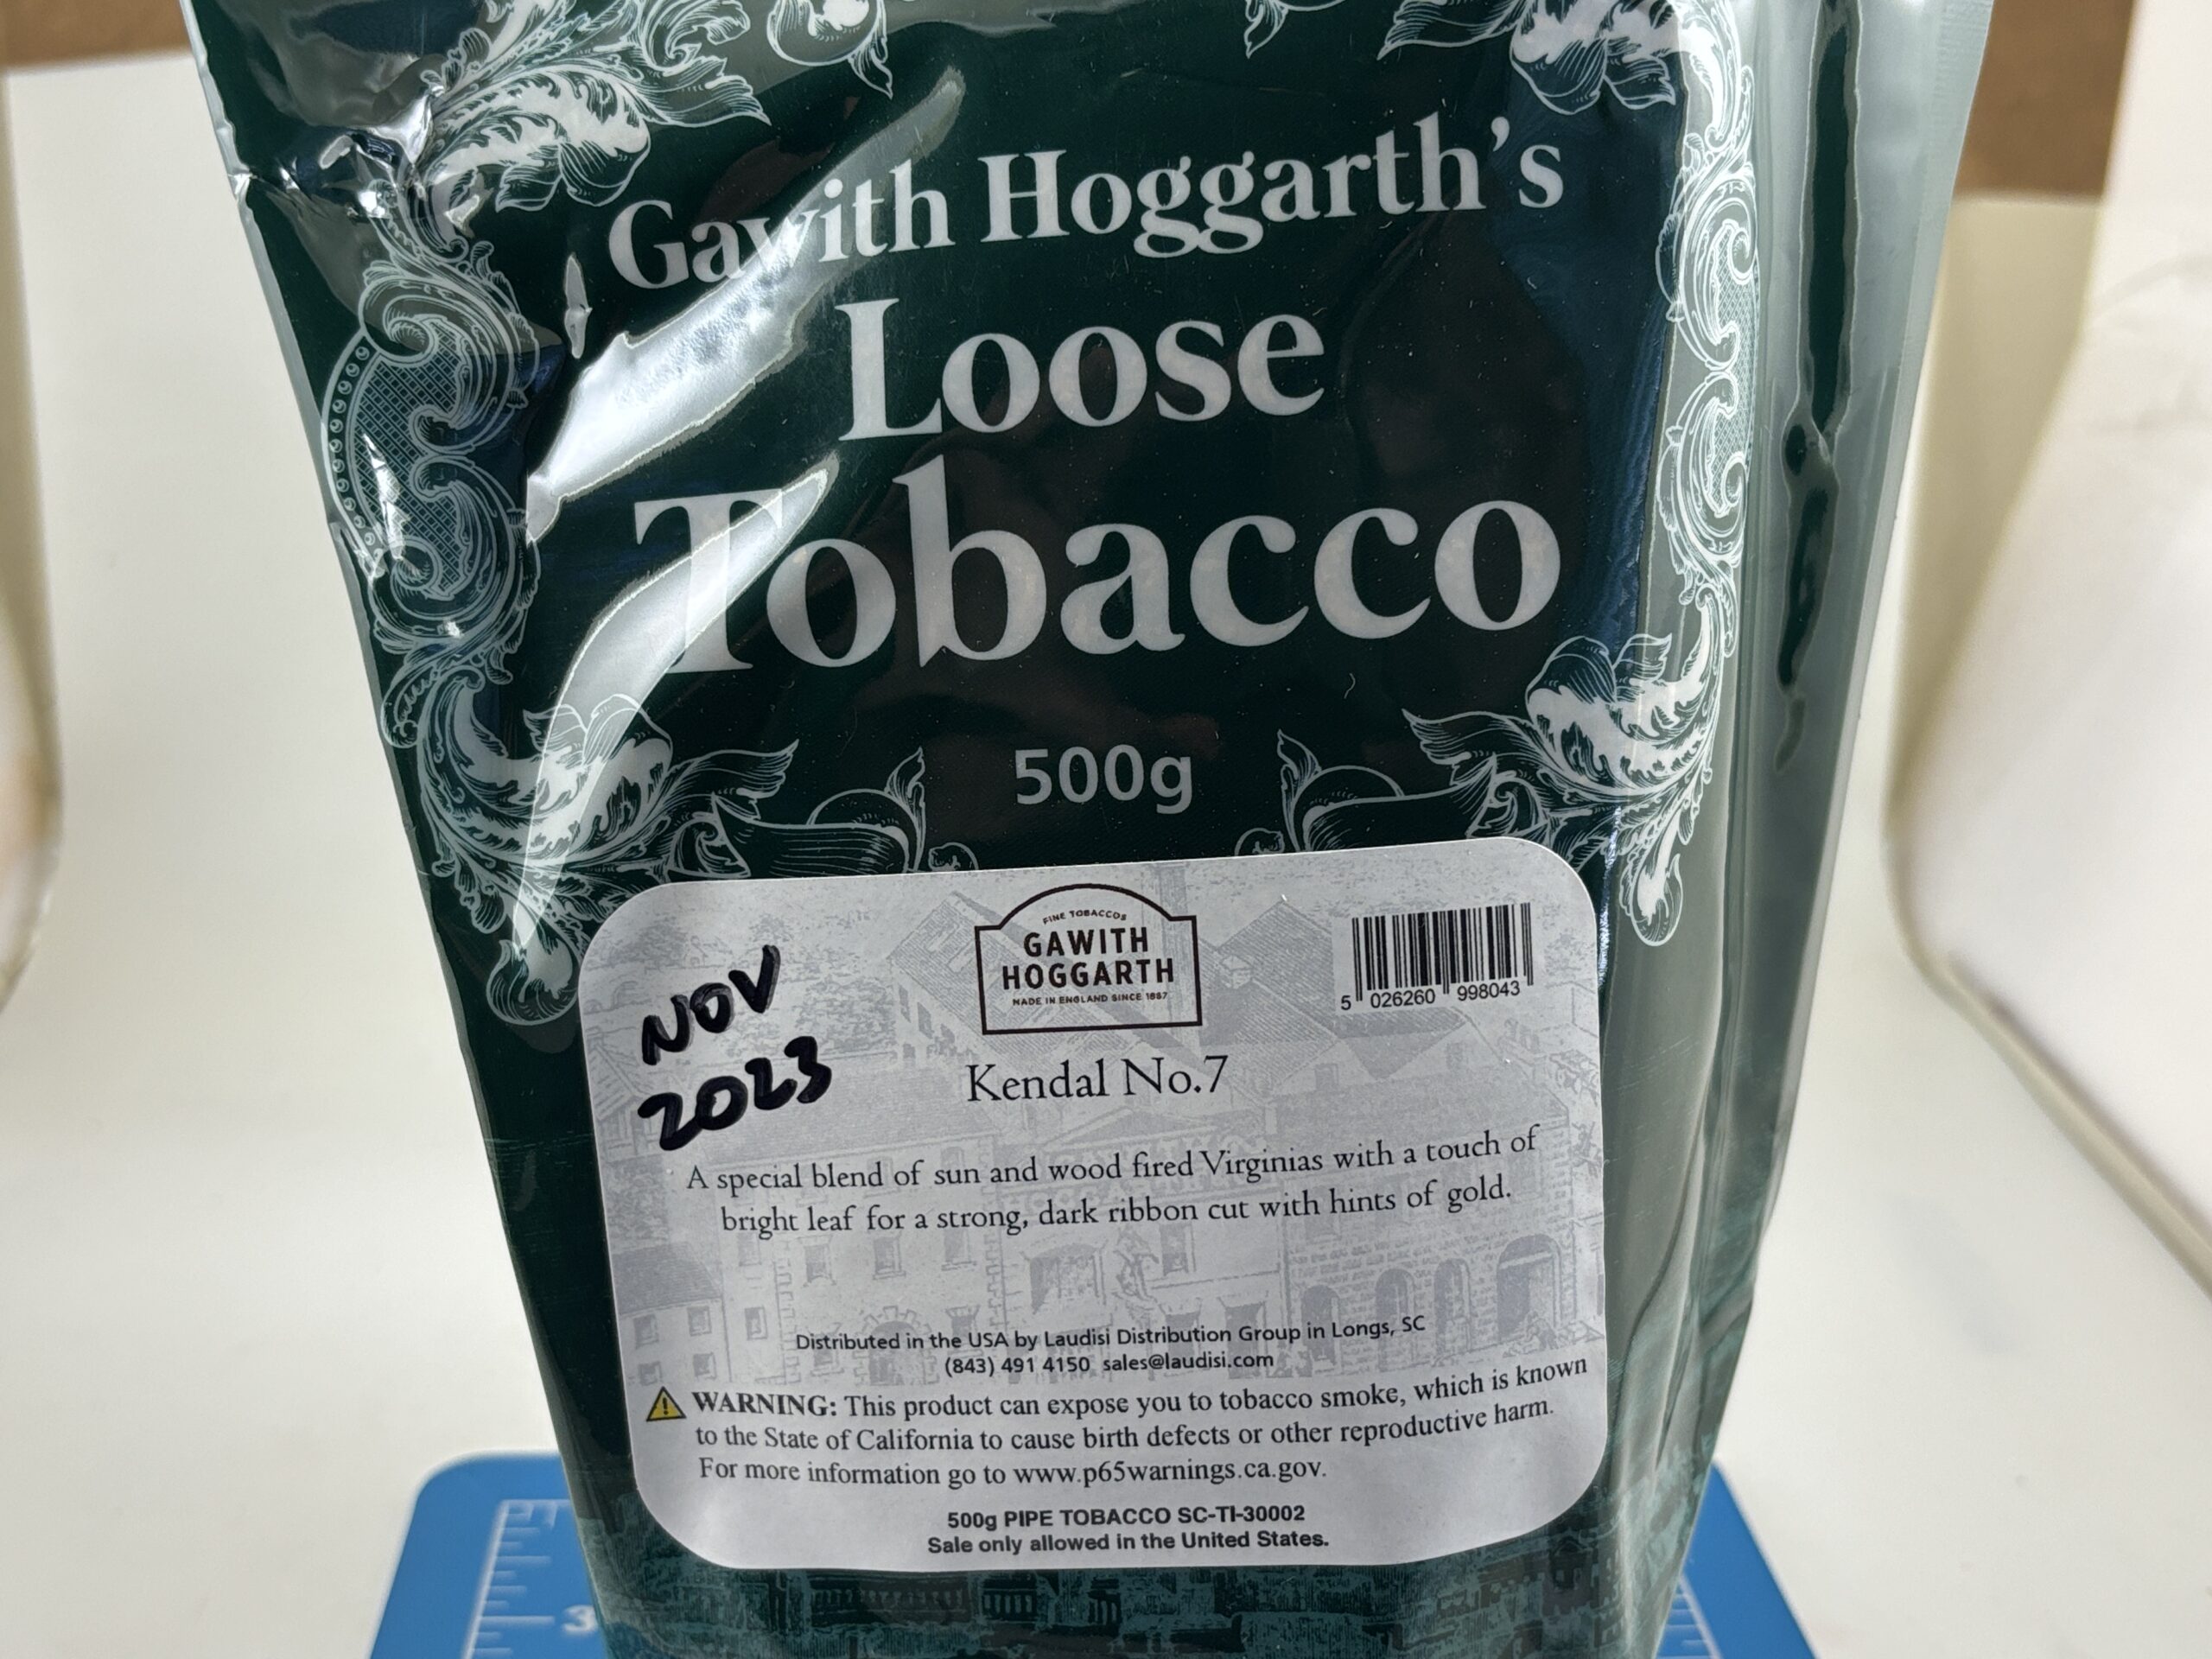 Gawith Hoggarth's
Loose
Tobacco
500g
NOV
2023
FINE TOBACCOS
GAWITH
HOGGARTH
MADE IN ENGLAND SINCE 1887
5 026260 998043
Kendal No.7
A special blend of sun and wood fired Virginias with a touch of
bright leaf for a strong, dark ribbon cut with hints of gold.
Distributed in the USA by Laudisi Distribution Group in Longs, SC
(843) 491 4150 sales@laudisi.com
WARNING: This product can expose you to tobacco smoke, which is known
to the State of California to cause birth defects or other reproductive harm.
For more information go to www.p65warnings.ca.gov.
500g PIPE TOBACCO SC-TI-30002
Sale only allowed in the United States.
3